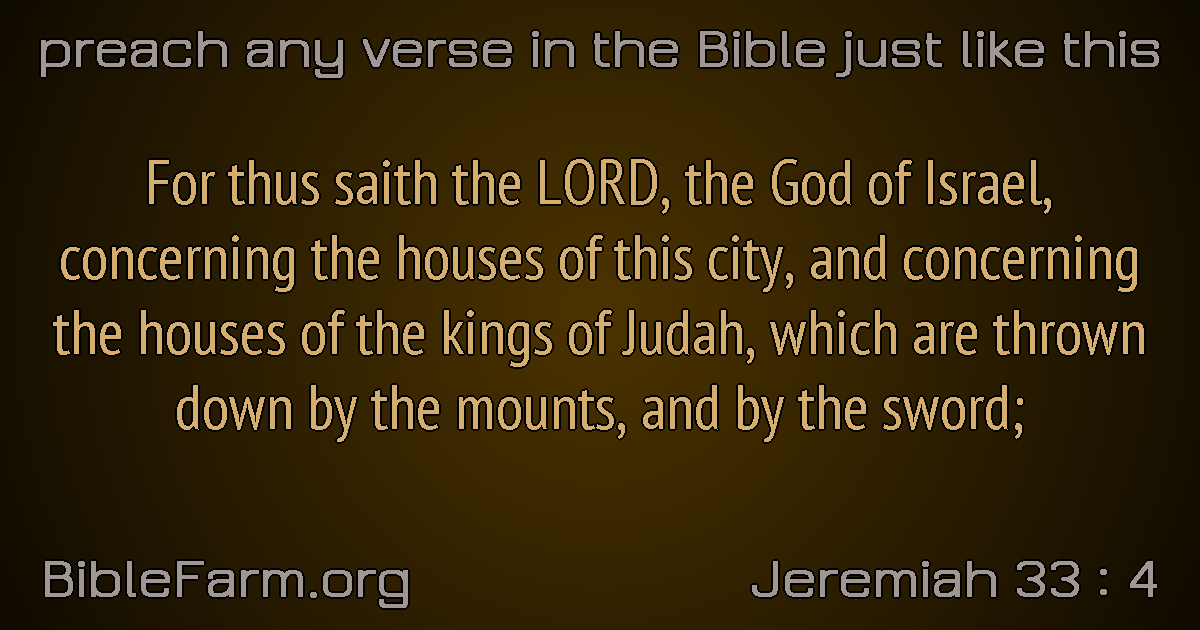 preach any verse in the Bible just like this
For thus saith the LORD, the God of Israel,
concerning the houses of this city, and concerning
the houses of the kings of Judah, which are thrown
down by the mounts, and by the sword;
BibleFarm.org
Jeremiah 33 : 4